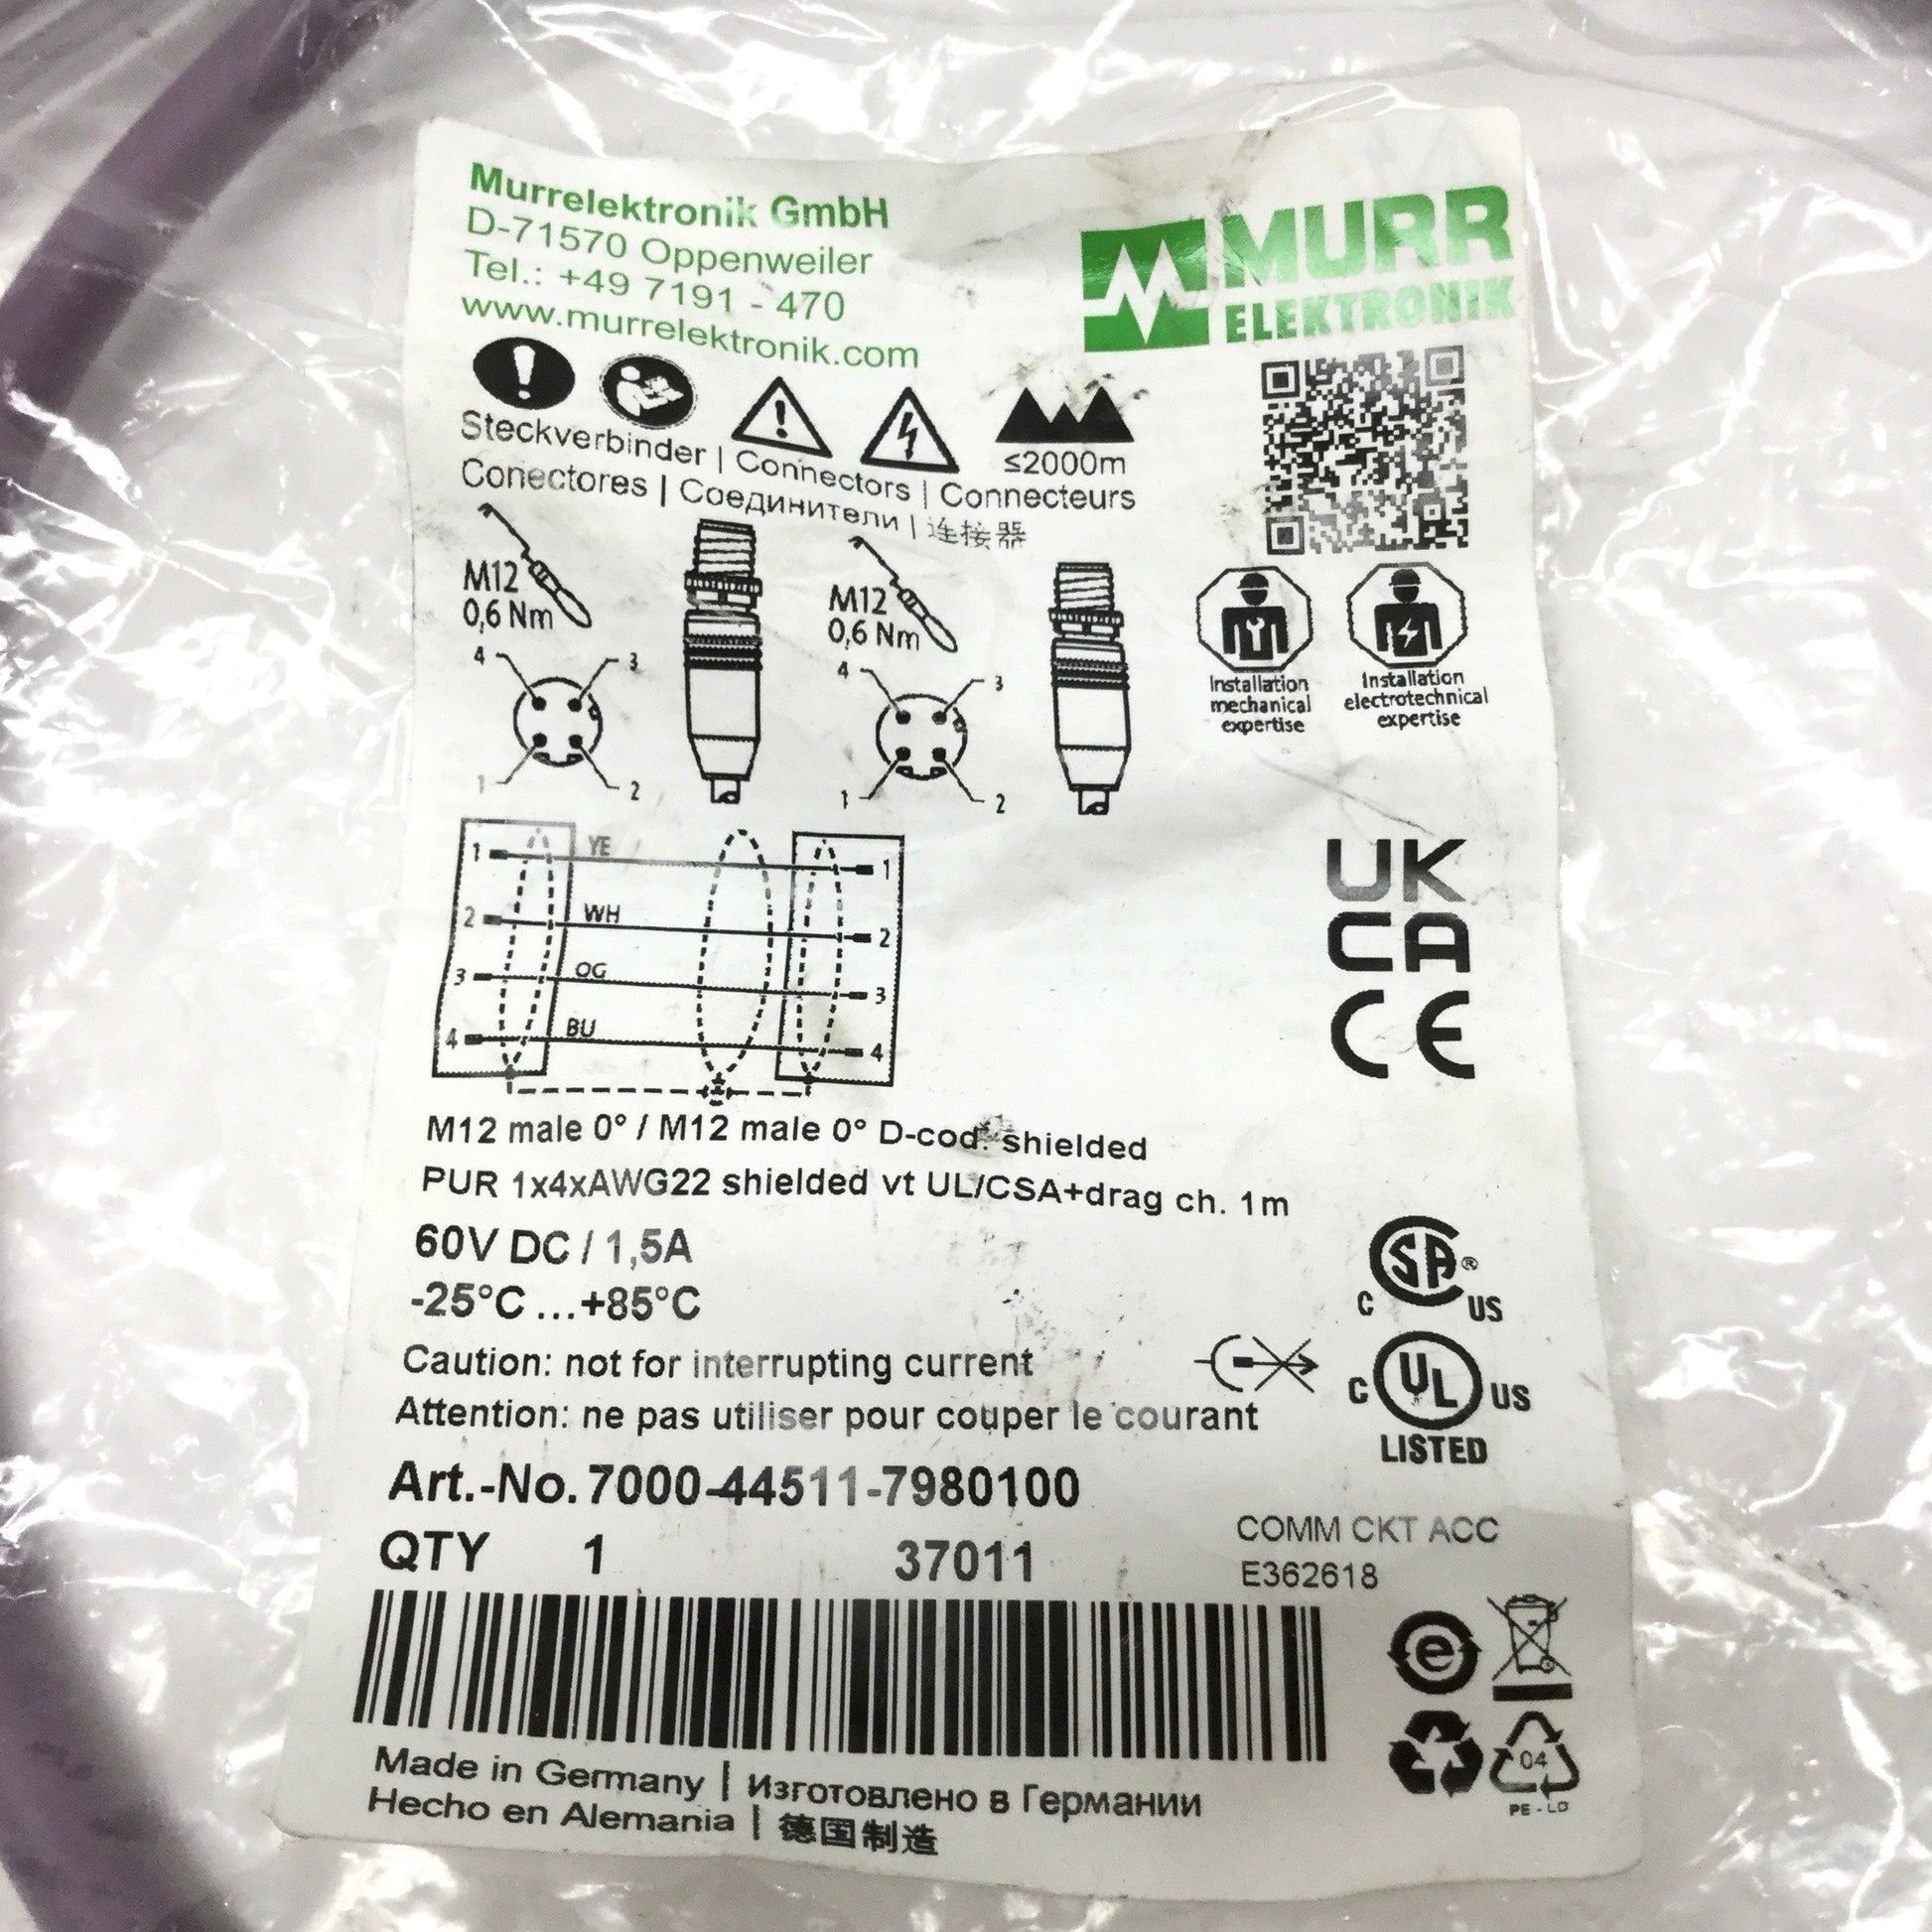 Murrelektronik GmbH
D-71570 Oppenweiler
Tel.: +49 7191 - 470
www.murrelektronik.com
MURR
ELEKTRONIK
≤2000m
Steckverbinder | Connectors | Connecteurs
Conectores | Соединители | 连接器
M12
0,6 Nm
M12
0,6 Nm
4 3
1 2
4 3
1 2
Installation
mechanical
expertise
Installation
electrotechnical
expertise
1 YE 1
2 WH 2
3 OG 3
4 BU 4
UK
CA
CE
M12 male 0° / M12 male 0° D-cod. shielded
PUR 1x4xAWG22 shielded vt UL/CSA+drag ch. 1m
60V DC / 1,5A
-25°C ...+85°C
C SA® US
Caution: not for interrupting current
Attention: ne pas utiliser pour couper le courant
C UL US
LISTED
Art.-No. 7000-44511-7980100
QTY 1 37011
COMM CKT ACC
E362618
e
04
PE - LD
Made in Germany | Изготовлено в Германии
Hecho en Alemania | 德国制造